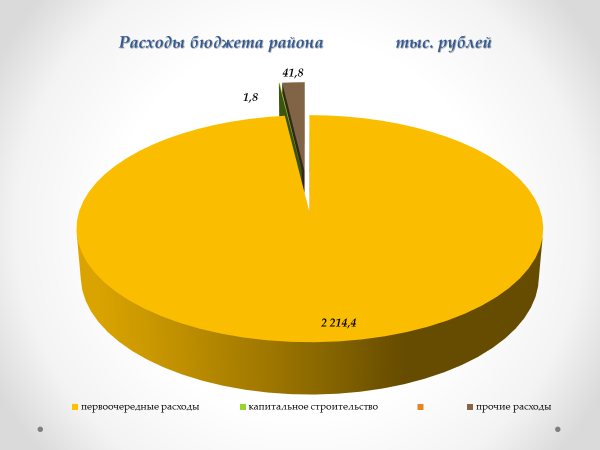 Расходы бюджета района тыс. рублей
41,8
1,8
2 214,4
первоочередные расходы капитальное строительство прочие расходы